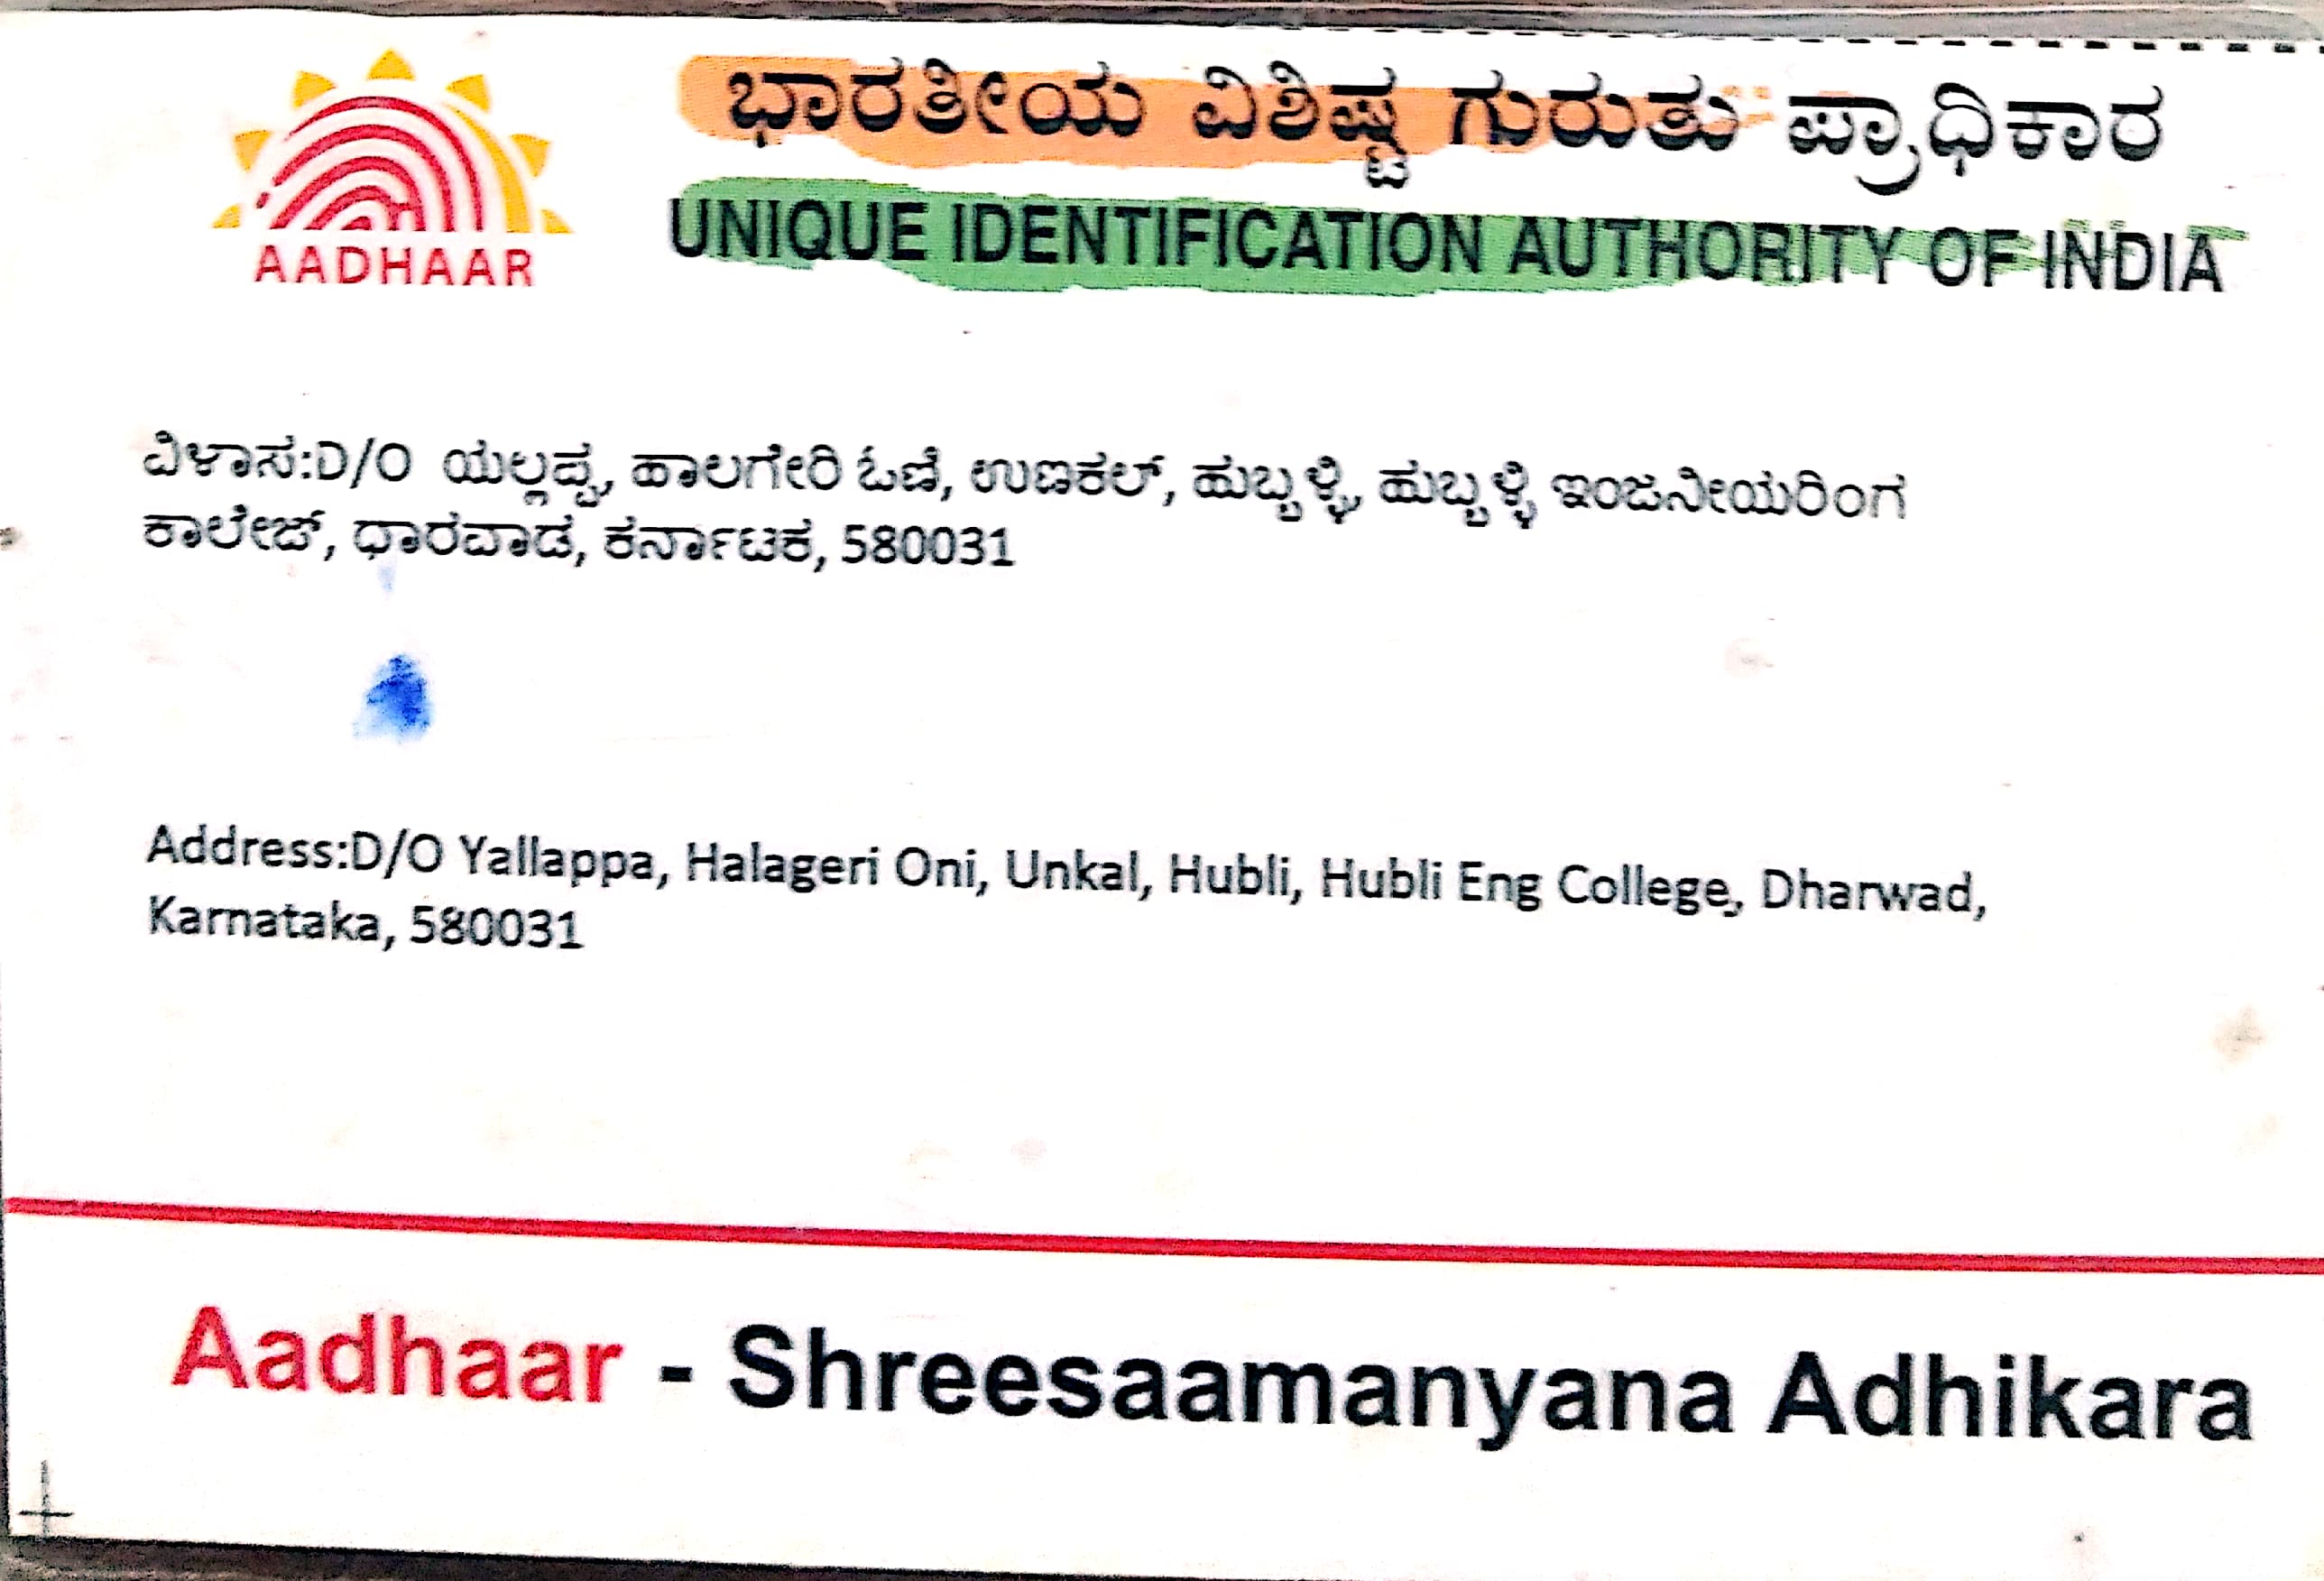 ಭಾರತೀಯ ವಿಶಿಷ್ಟ ಗುರುತು ಪ್ರಾಧಿಕಾರ
AADHAAR
UNIQUE IDENTIFICATION AUTHORITY OF INDIA
ವಿಳಾಸ:D/O ಯಲ್ಲಪ್ಪ, ಹಾಲಗೇರಿ ಓಣಿ, ಉಣಕಲ್, ಹುಬ್ಬಳ್ಳಿ, ಹುಬ್ಬಳ್ಳಿ ಇಂಜನೀಯರಿಂಗ
ಕಾಲೇಜ್, ಧಾರವಾಡ, ಕರ್ನಾಟಕ, 580031
Address:D/O Yallappa, Halageri Oni, Unkal, Hubli, Hubli Eng College, Dharwad,
Karnataka, 580031
Aadhaar - Shreesaamanyana Adhikara